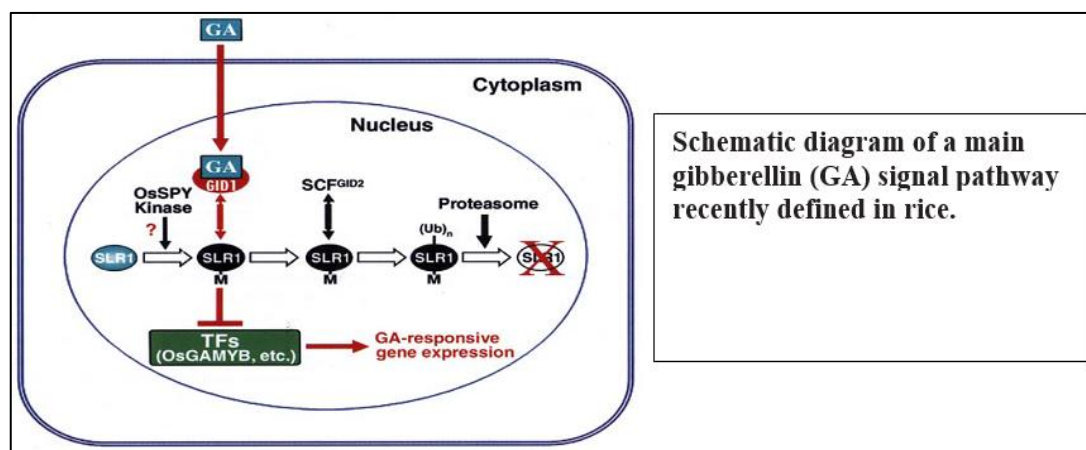 GA
Cytoplasm
Nucleus
GA
GID1
OsSPY
Kinase
?
SCFGID2
Proteasome
(Ub)n
SLR1
SLR1
SLR1
SLR1
SLR1
M
M
M
TFs
(OsGAMYB, etc.)
GA-responsive
gene expression
Schematic diagram of a main
gibberellin (GA) signal pathway
recently defined in rice.